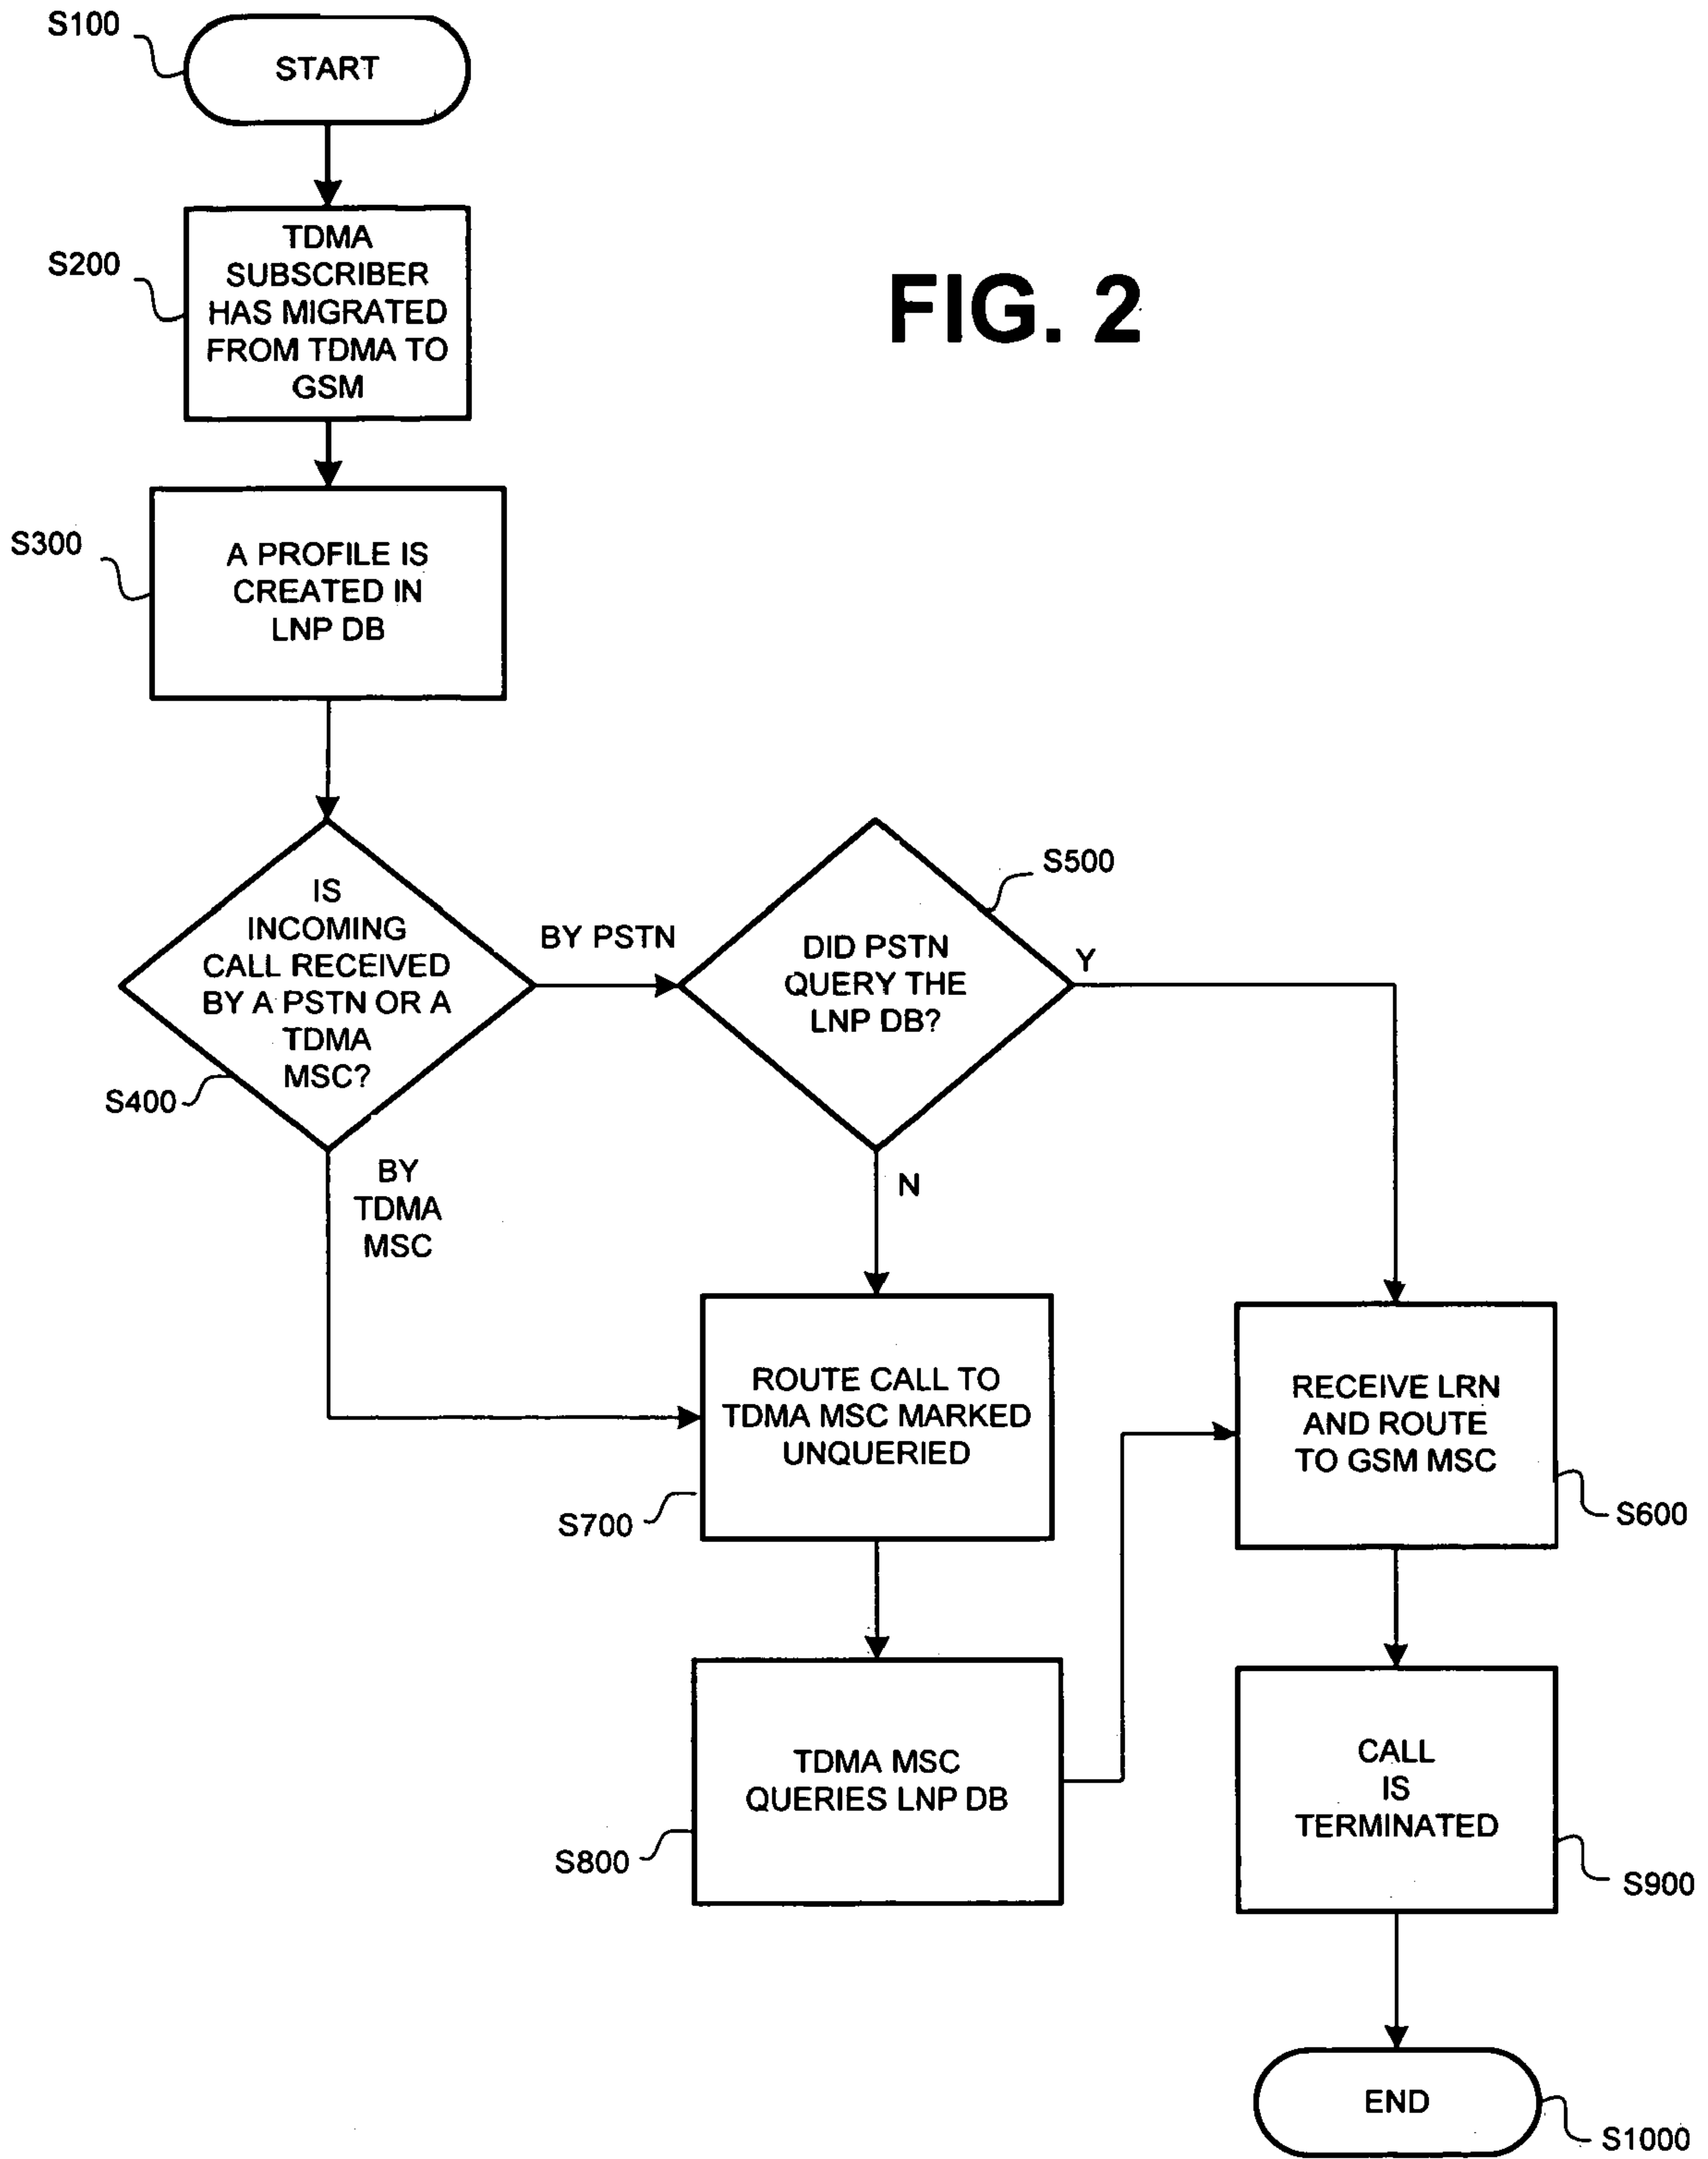 S100
START
S200
TDMA
SUBSCRIBER
HAS MIGRATED
FROM TDMA TO
GSM
FIG. 2
S300
A PROFILE IS
CREATED IN
LNP DB
IS
INCOMING
CALL RECEIVED
BY A PSTN OR A
TDMA
MSC?
S400
BY PSTN
S500
DID PSTN
QUERY THE
LNP DB?
Y
BY
TDMA
MSC
N
ROUTE CALL TO
TDMA MSC MARKED
UNQUERIED
S700
RECEIVE LRN
AND ROUTE
TO GSM MSC
S600
TDMA MSC
QUERIES LNP DB
S800
CALL
IS
TERMINATED
S900
END
S1000